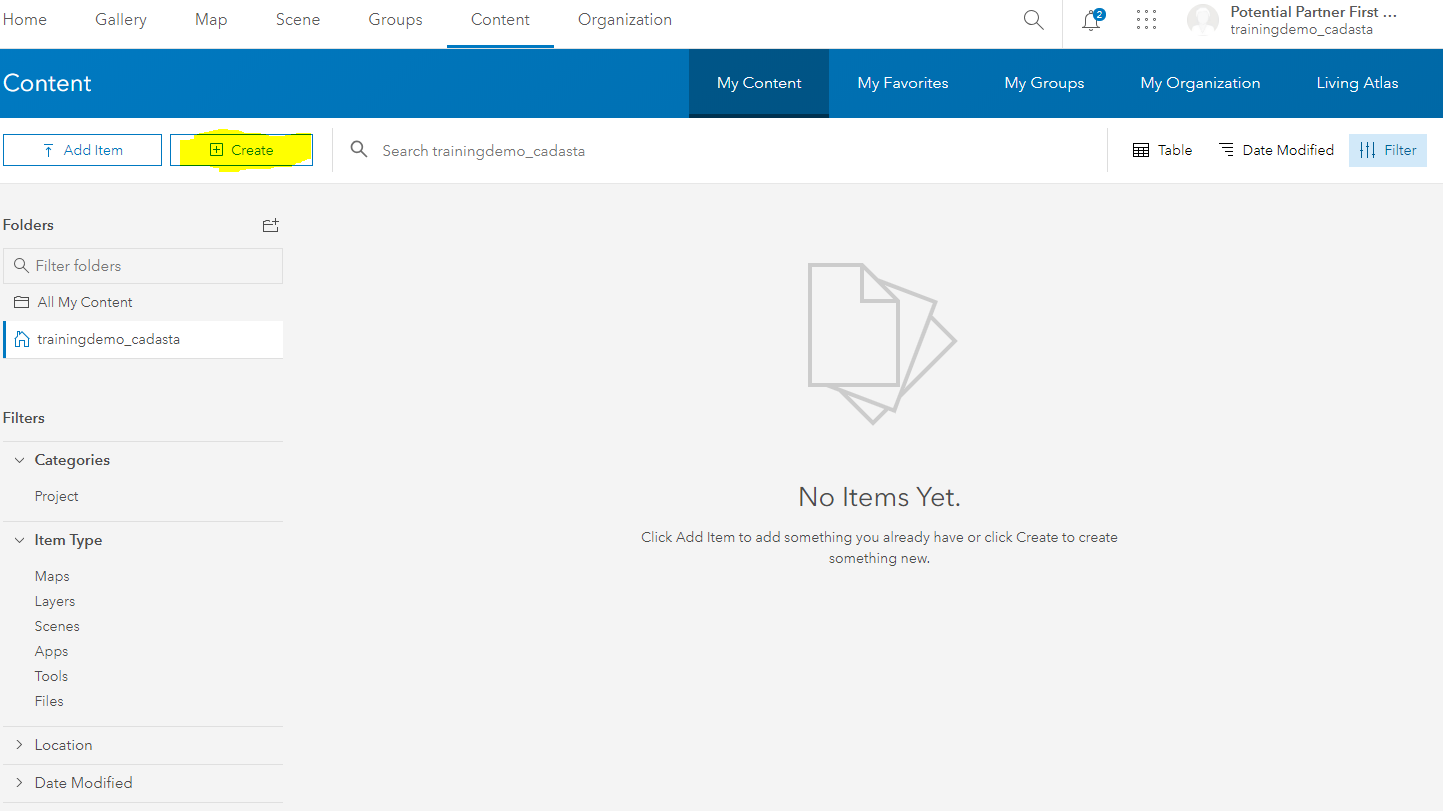 Home Gallery Map Scene Groups Content Organization
2
Potential Partner First ...
trainingdemo_cadasta
Content My Content My Favorites My Groups My Organization Living Atlas
Add Item Create Search trainingdemo_cadasta Table Date Modified Filter
Folders
Filter folders
All My Content
trainingdemo_cadasta
Filters
Categories
Project
Item Type
Maps
Layers
Scenes
Apps
Tools
Files
Location
Date Modified
No Items Yet.
Click Add Item to add something you already have or click Create to create
something new.